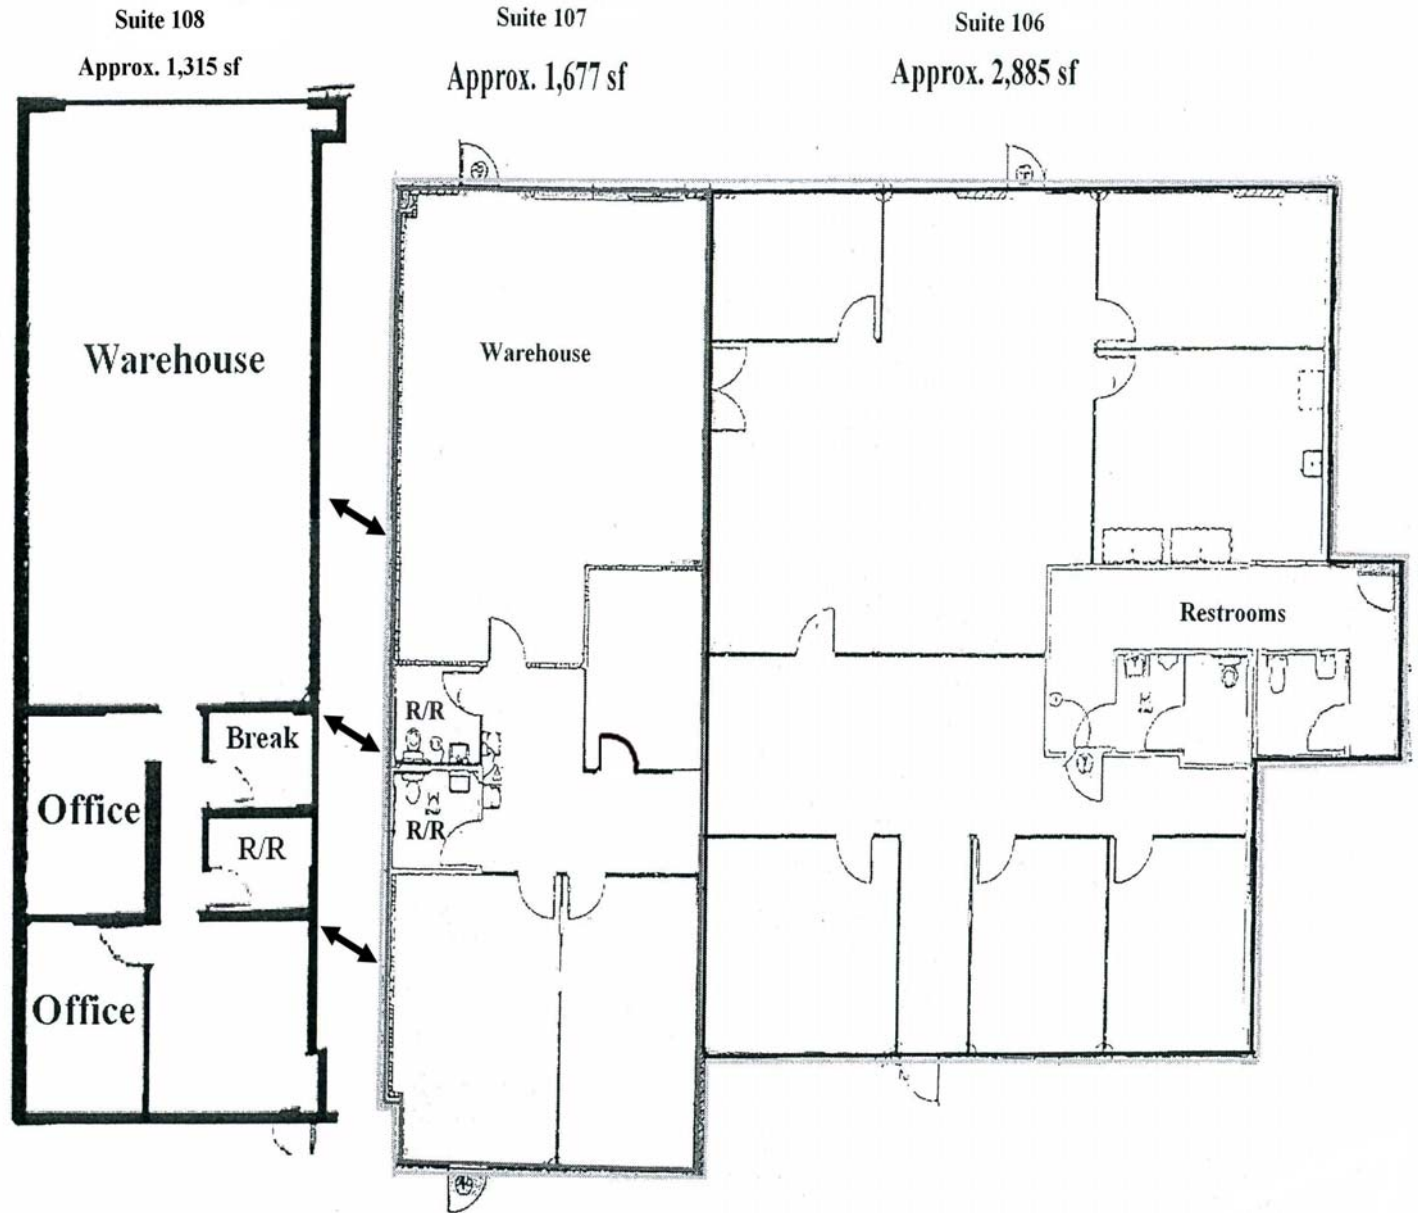 Suite 108
Approx. 1,315 sf
Suite 107
Approx. 1,677 sf
Suite 106
Approx. 2,885 sf
Warehouse
Break
Office
R/R
Office
Warehouse
R/R
R/R
Restrooms